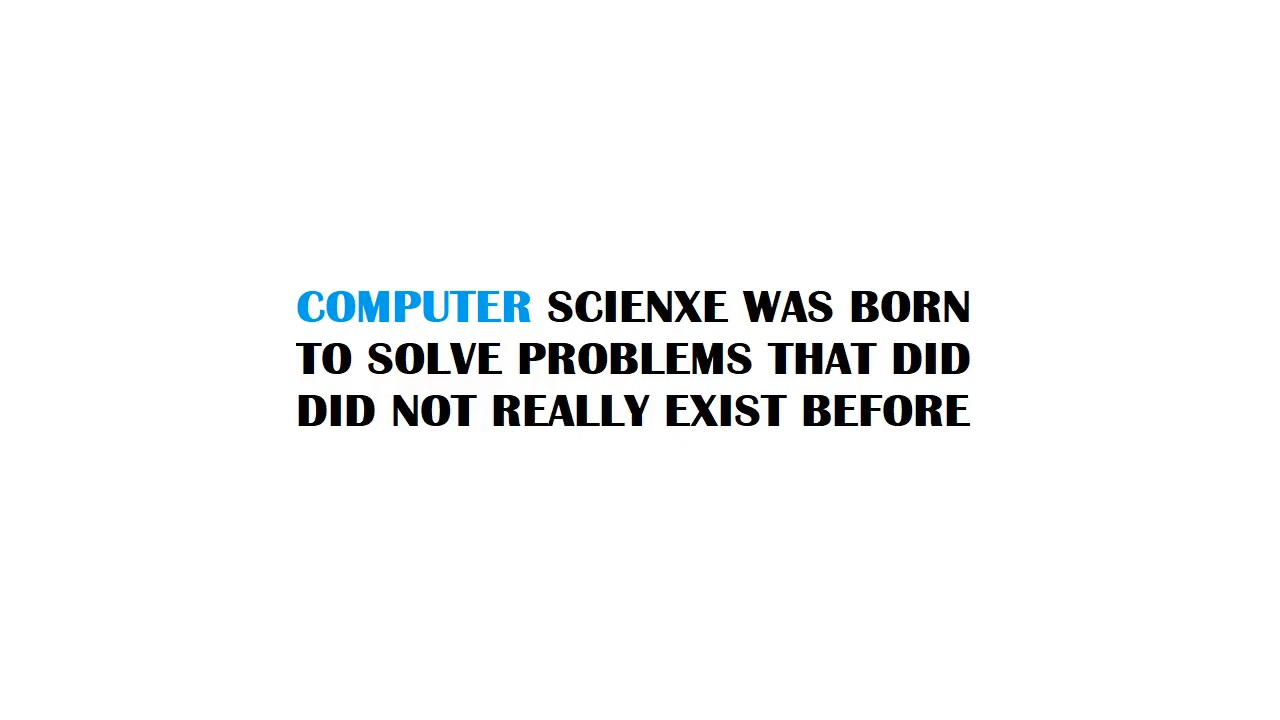 COMPUTER SCIENXE WAS BORN
TO SOLVE PROBLEMS THAT DID
DID NOT REALLY EXIST BEFORE